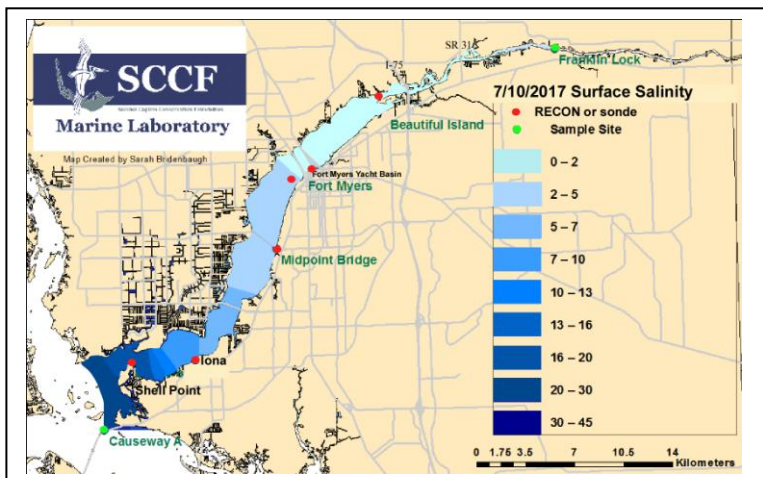 SCCF
Marine Laboratory
Map Created by Sarah Bridenbaugh
I-75
SR 31
Franklin Lock
Beautiful Island
Fort Myers Yacht Basin
Fort Myers
Midpoint Bridge
Iona
Shell Point
Causeway A
7/10/2017 Surface Salinity
RECON or sonde
Sample Site
0 – 2
2 – 5
5 – 7
7 – 10
10 – 13
13 – 16
16 – 20
20 – 30
30 – 45
0 1.75 3.5 7 10.5 14
Kilometers